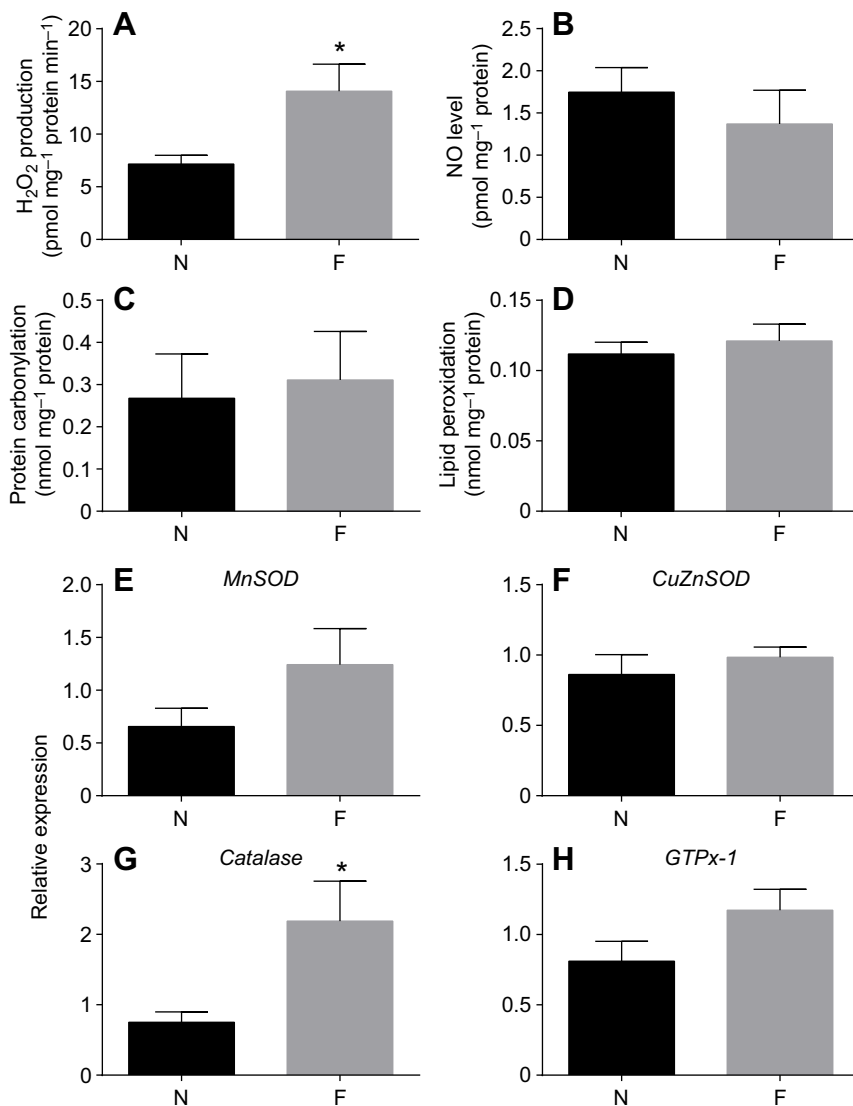 A
H₂O₂ production
(pmol mg⁻¹ protein min⁻¹)
20
15
10
5
0
*
N F
B
NO level
(pmol mg⁻¹ protein)
2.5
2.0
1.5
1.0
0.5
0
N F
C
Protein carbonylation
(nmol mg⁻¹ protein)
0.5
0.4
0.3
0.2
0.1
0
N F
D
Lipid peroxidation
(nmol mg⁻¹ protein)
0.15
0.10
0.05
0
N F
Relative expression
E MnSOD
2.0
1.5
1.0
0.5
0
N F
F CuZnSOD
1.5
1.0
0.5
0
N F
G Catalase
3
2
1
0
*
N F
H GTPx-1
1.5
1.0
0.5
0
N F